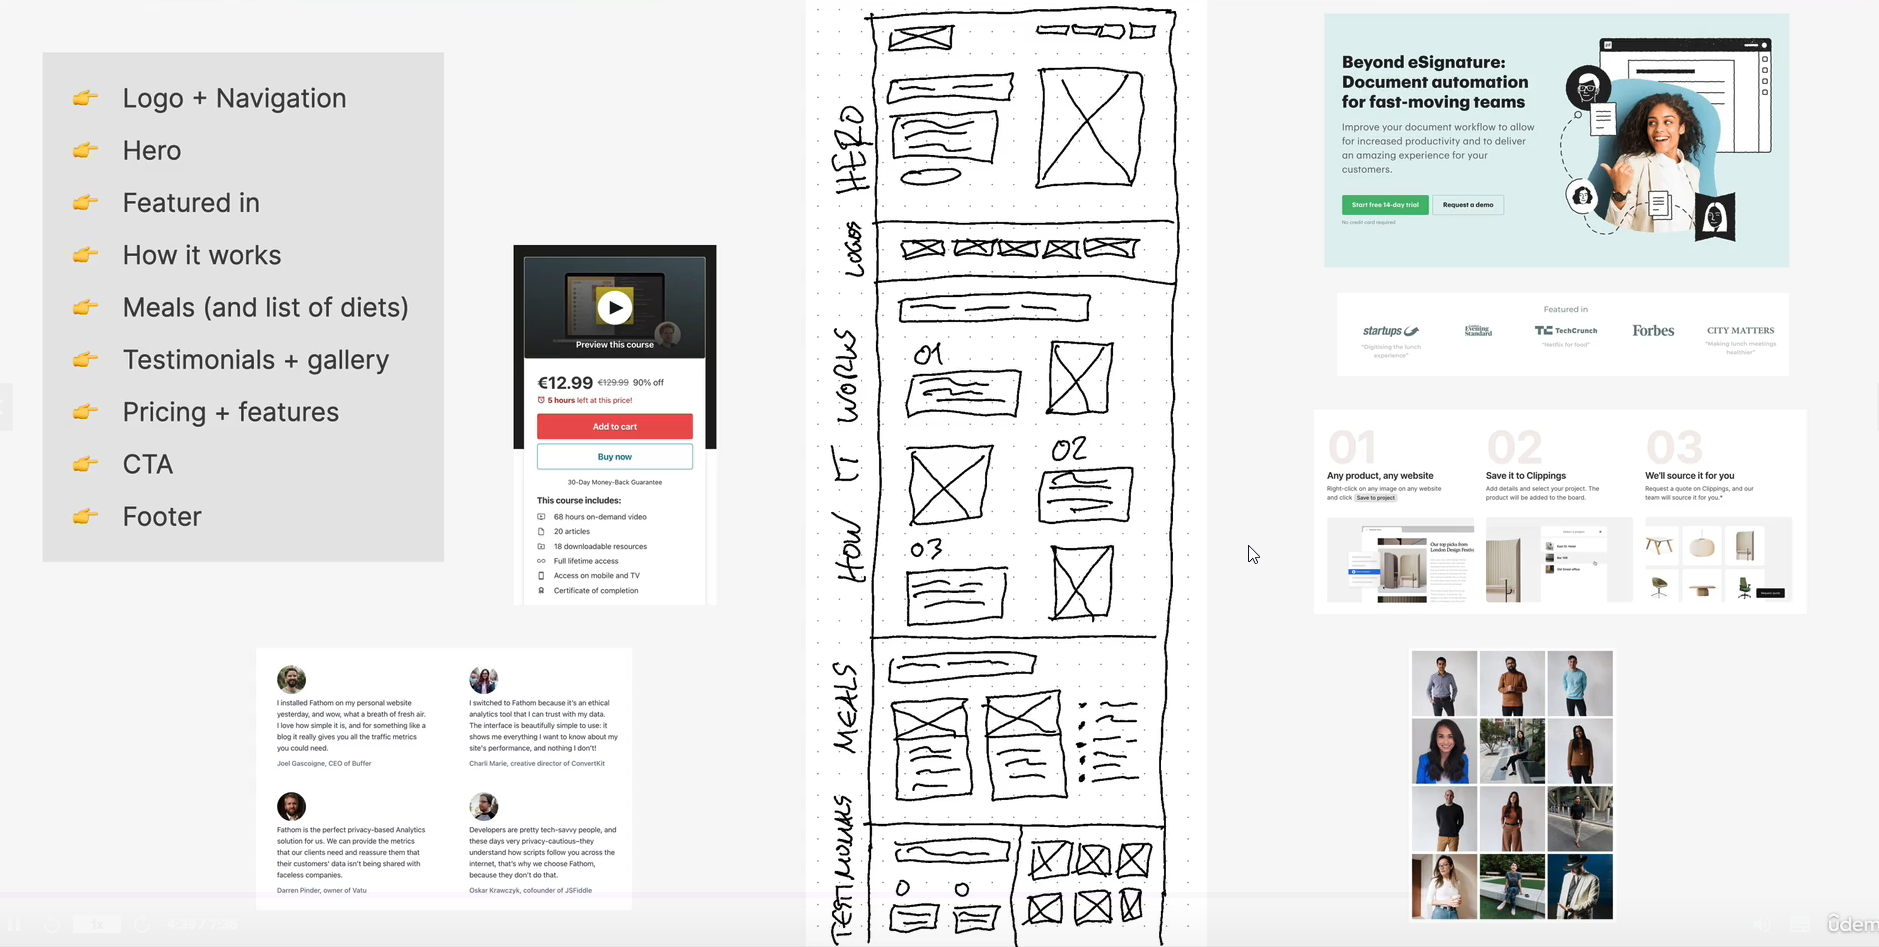 👉 Logo + Navigation
👉 Hero
👉 Featured in
👉 How it works
👉 Meals (and list of diets)
👉 Testimonials + gallery
👉 Pricing + features
👉 CTA
👉 Footer
Preview this course
€12.99 €129.99 90% off
5 hours left at this price!
Add to cart
Buy now
30-Day Money-Back Guarantee
This course includes:
68 hours on-demand video
20 articles
18 downloadable resources
Full lifetime access
Access on mobile and TV
Certificate of completion
I installed Fathom on my personal website
yesterday, and wow, what a breath of fresh air.
I love how simple it is, and for something like a
blog it really gives you all the traffic metrics
you could need.
Joel Gascoigne, CEO of Buffer
I switched to Fathom because it's an ethical
analytics tool that I can trust with my data.
The interface is beautifully simple to use: it
shows me everything I want to know about my
site's performance, and nothing I don't!
Charli Marie, creative director of ConvertKit
Fathom is the perfect privacy-based Analytics
solution for us. We can provide the metrics
that our clients need and reassure them that
their customers' data isn't being shared with
faceless companies.
Darren Pinder, owner of Vatu
Developers are pretty tech-savvy people, and
these days very privacy-cautious–they
understand how scripts follow you across the
internet, that's why we choose Fathom,
because they don't do that.
Oskar Krawczyk, cofounder of JSFiddle
HERO
LOGOS
HOW IT WORKS
01
02
03
MEALS
TESTIMONIALS
Beyond eSignature:
Document automation
for fast-moving teams
Improve your document workflow to allow
for increased productivity and to deliver
an amazing experience for your
customers.
Start free 14-day trial
Request a demo
No credit card required
Featured in
startups
Evening
Standard
TechCrunch
Forbes
CITY MATTERS
"Digitising the lunch
experience"
"Netflix for food"
"Making lunch meetings
healthier"
01
Any product, any website
Right-click on any image on any website
and click Save to project
02
Save it to Clippings
Add details and select your project. The
product will be added to the board.
03
We'll source it for you
Request a quote on Clippings, and our
team will source it for you.*
Our top picks from
London Design Festiv
1x
4:33 / 7:35
ûdem